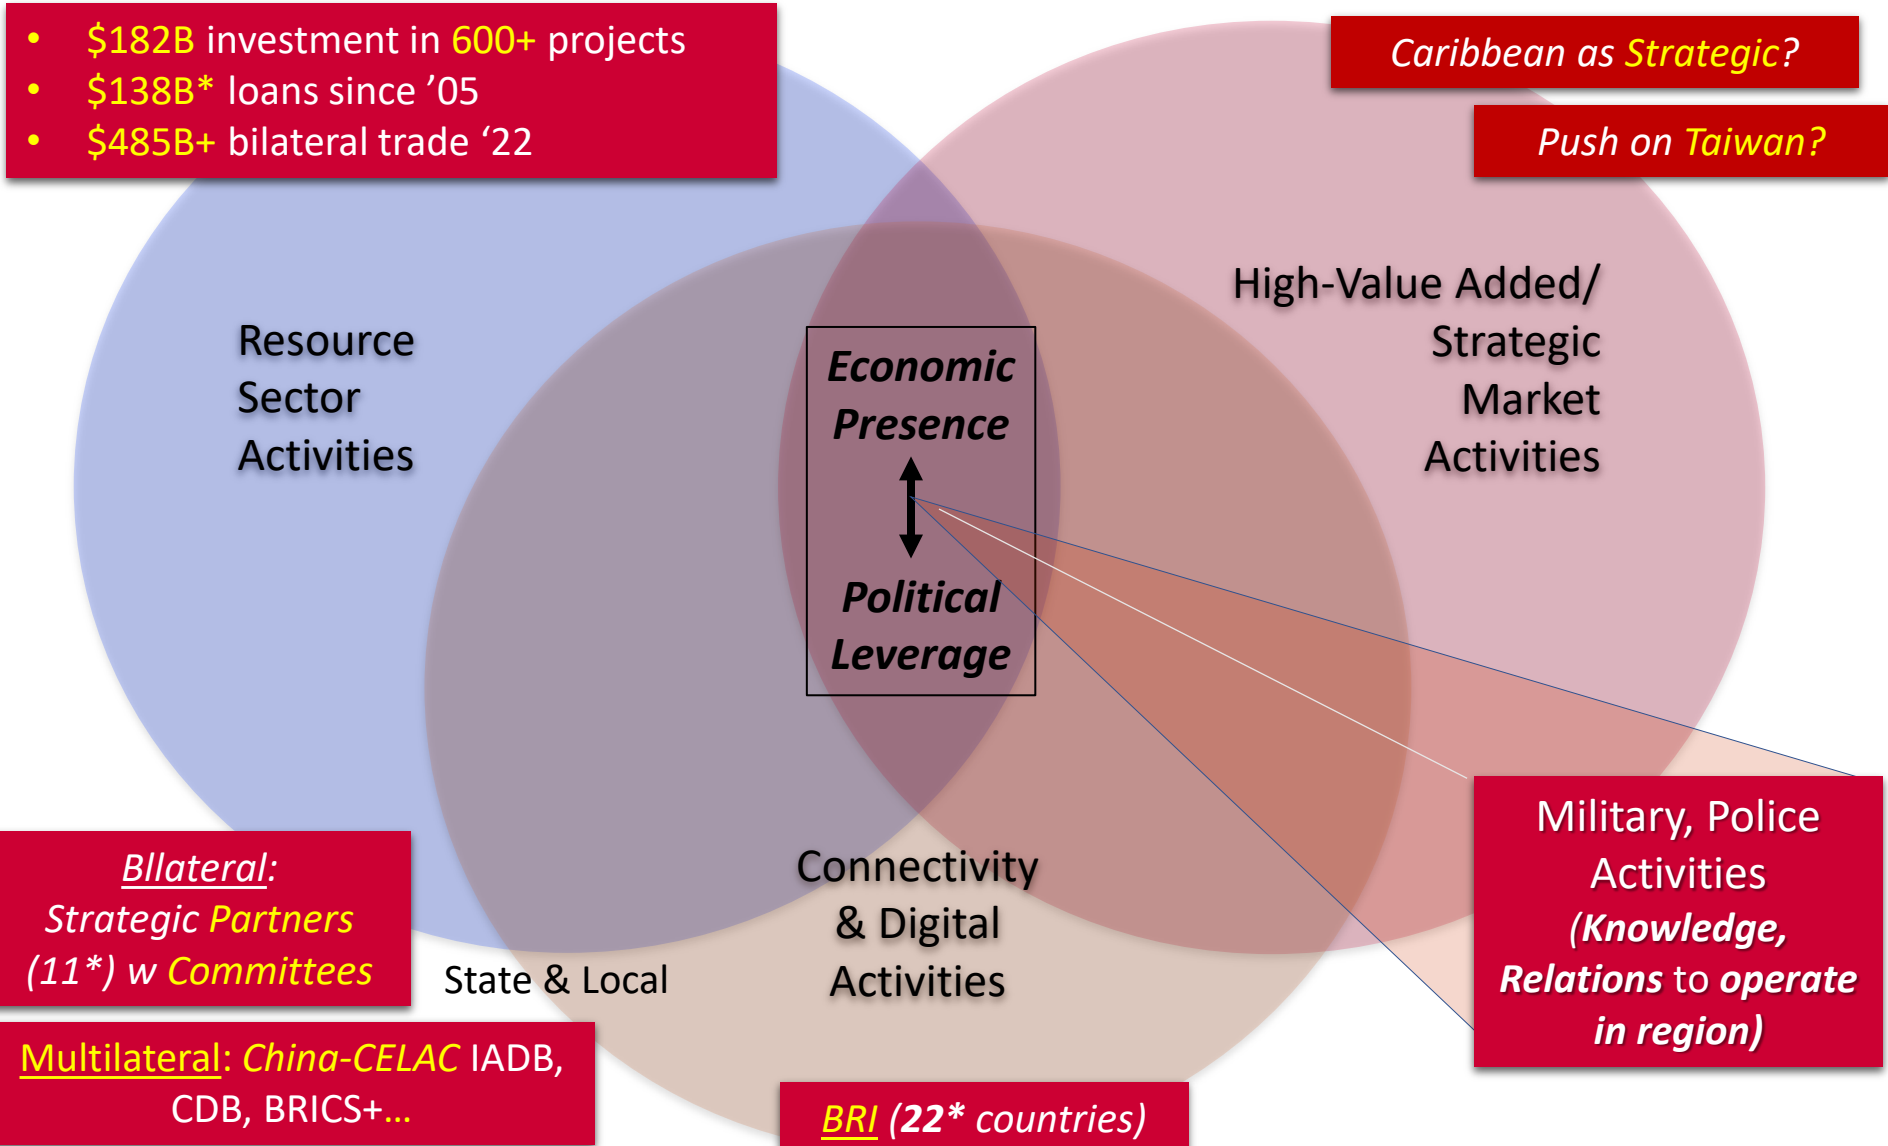 • $182B investment in 600+ projects
• $138B* loans since ’05
• $485B+ bilateral trade ‘22
Caribbean as Strategic?
Push on Taiwan?
Resource
Sector
Activities
High-Value Added/
Strategic
Market
Activities
Economic
Presence
Political
Leverage
Connectivity
& Digital
Activities
State & Local
Bllateral:
Strategic Partners
(11*) w Committees
Multilateral: China-CELAC IADB,
CDB, BRICS+...
BRI (22* countries)
Military, Police
Activities
(Knowledge,
Relations to operate
in region)